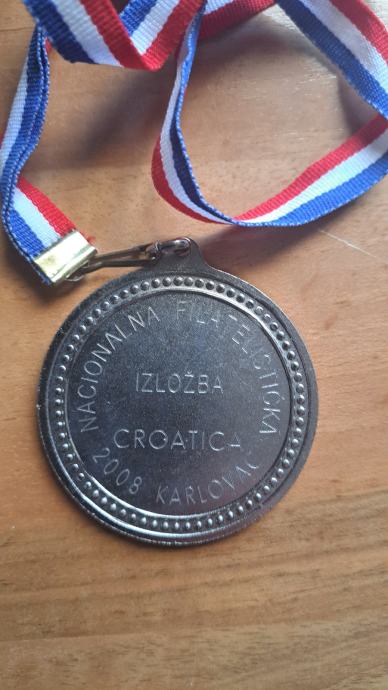 NACIONALNA FILATELISTIČKA
IZLOŽBA
CROATICA
2008 KARLOVAC